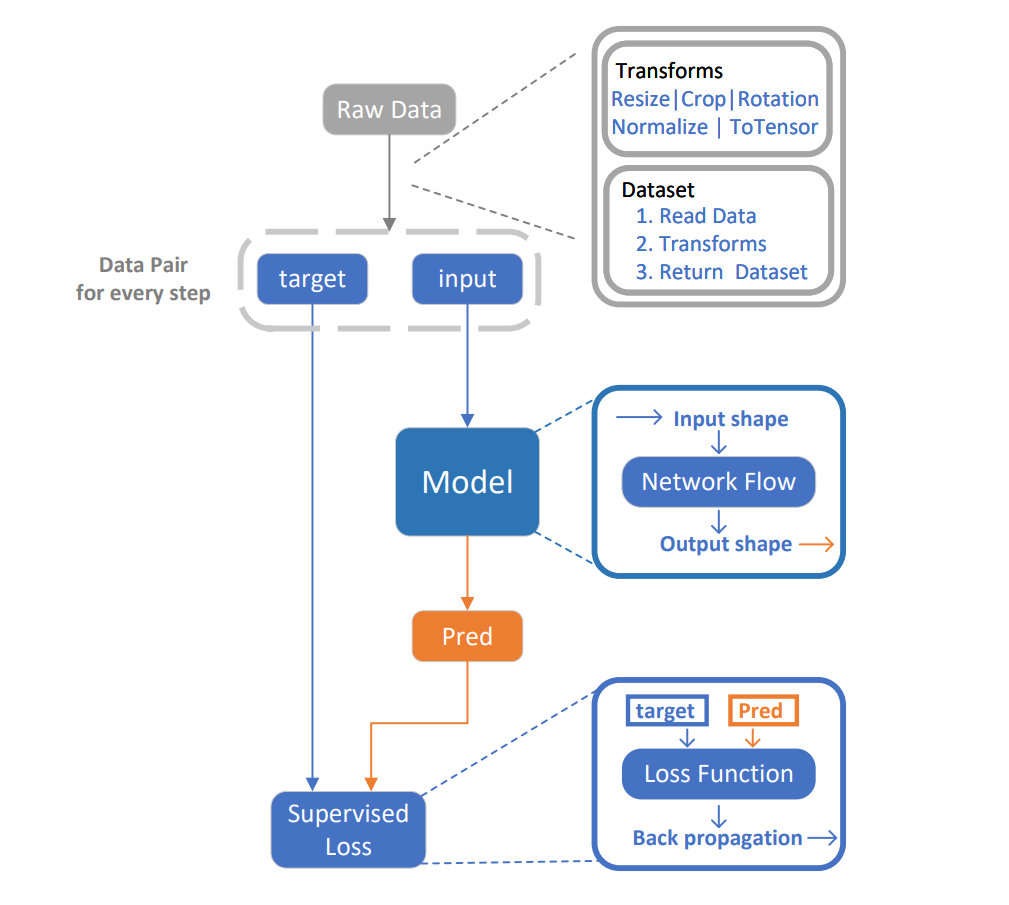 Raw Data
Transforms
Resize|Crop|Rotation
Normalize | ToTensor
Dataset
1. Read Data
2. Transforms
3. Return Dataset
Data Pair
for every step
target
input
Model
Input shape
Network Flow
Output shape
Pred
target
Pred
Loss Function
Back propagation
Supervised
Loss